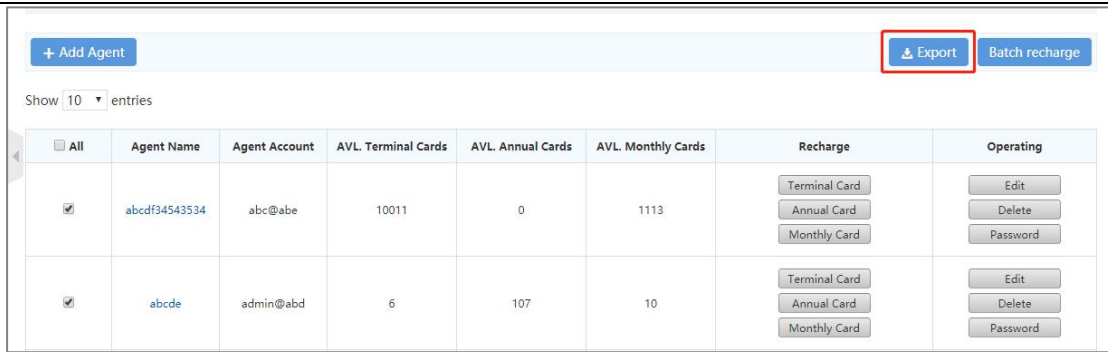 + Add Agent Export Batch recharge
Show 10 entries
All Agent Name Agent Account AVL. Terminal Cards AVL. Annual Cards AVL. Monthly Cards Recharge Operating
Terminal Card Edit
abcdf34543534 abc@abe 10011 0 1113 Annual Card Delete
Monthly Card Password
Terminal Card Edit
abcde admin@abd 6 107 10 Annual Card Delete
Monthly Card Password